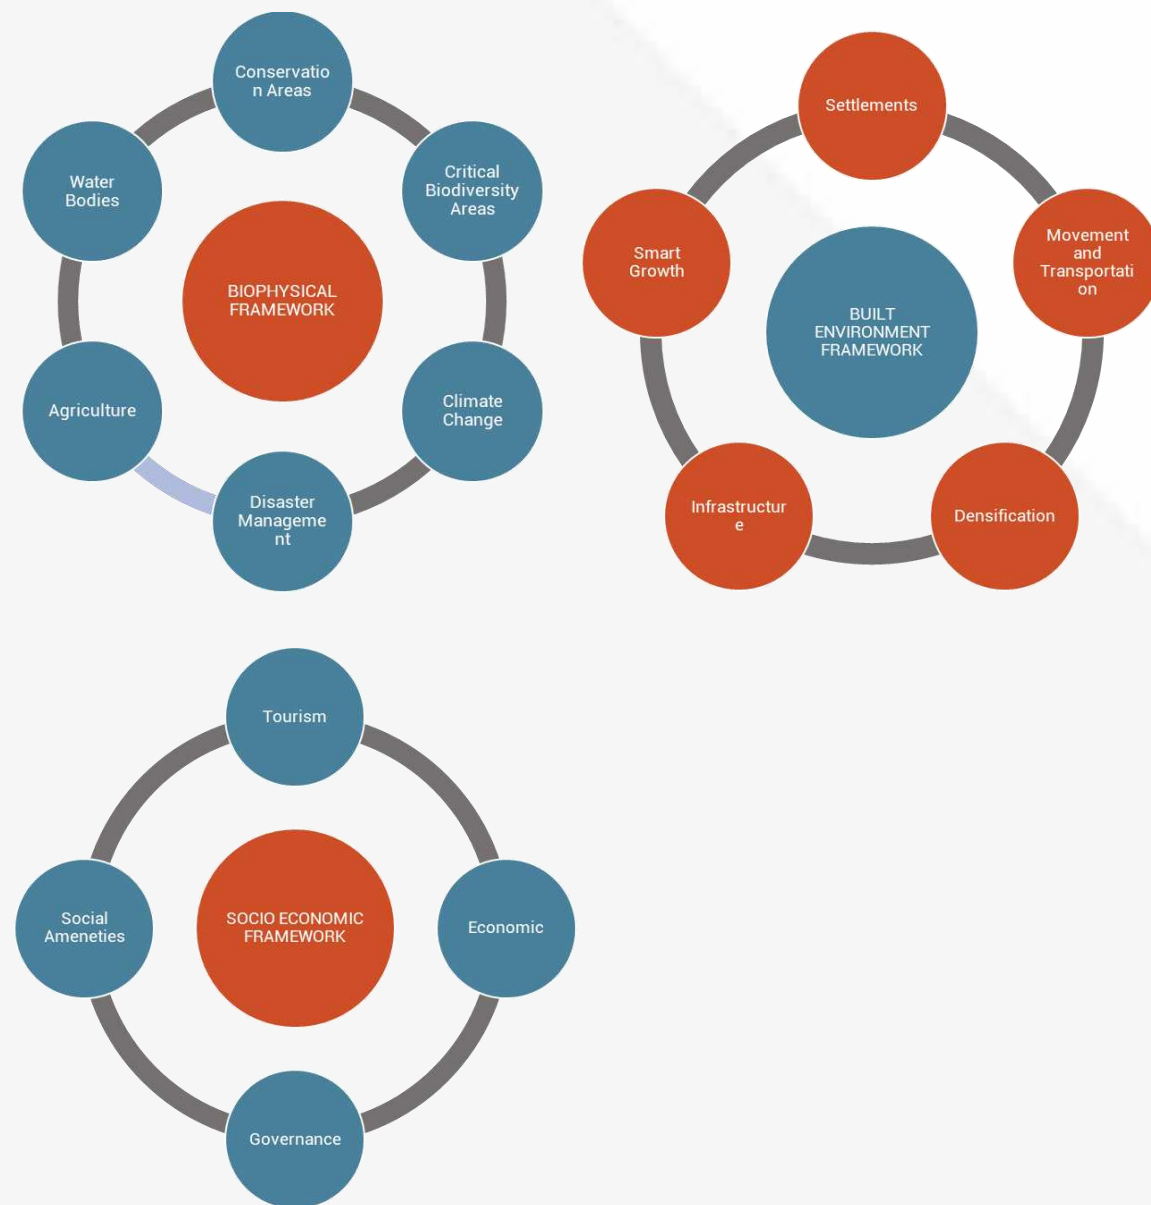 Conservatio
n Areas
Critical
Biodiversity
Areas
Climate
Change
Disaster
Manageme
nt
Agriculture
Water
Bodies
BIOPHYSICAL
FRAMEWORK
Settlements
Movement
and
Transportati
on
Densification
Infrastructur
e
Smart
Growth
BUILT
ENVIRONMENT
FRAMEWORK
Tourism
Economic
Governance
Social
Ameneties
SOCIO ECONOMIC
FRAMEWORK